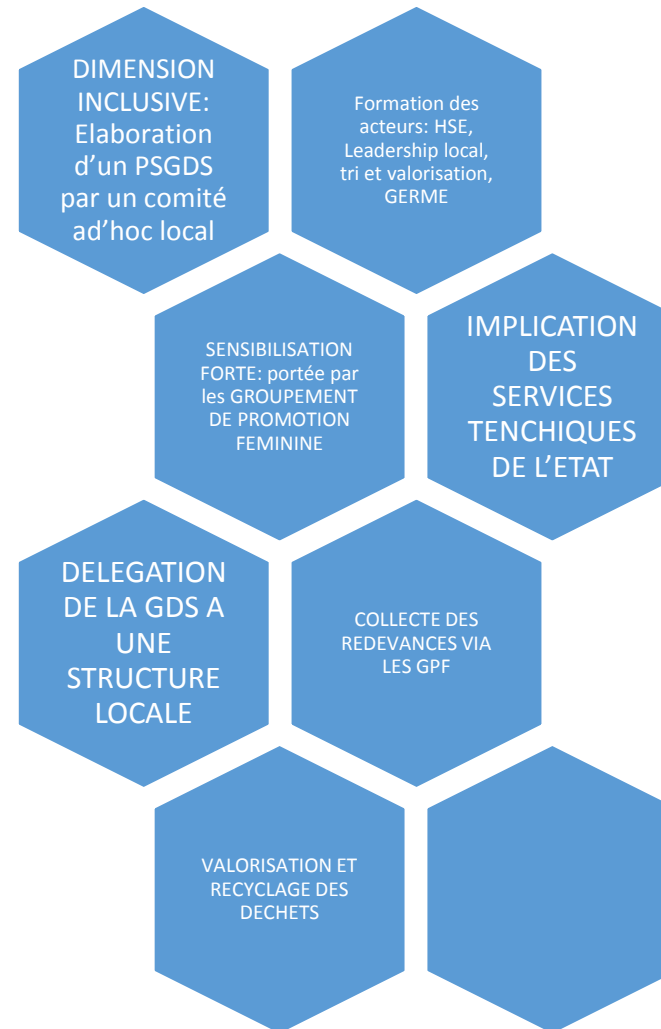 DIMENSION
INCLUSIVE:
Elaboration
d’un PSGDS
par un comité
ad’hoc local
Formation des
acteurs: HSE,
Leadership local,
tri et valorisation,
GERME
SENSIBILISATION
FORTE: portée par
les GROUPEMENT
DE PROMOTION
FEMININE
IMPLICATION
DES
SERVICES
TENCHIQUES
DE L’ETAT
DELEGATION
DE LA GDS A
UNE
STRUCTURE
LOCALE
COLLECTE DES
REDEVANCES VIA
LES GPF
VALORISATION ET
RECYCLAGE DES
DECHETS